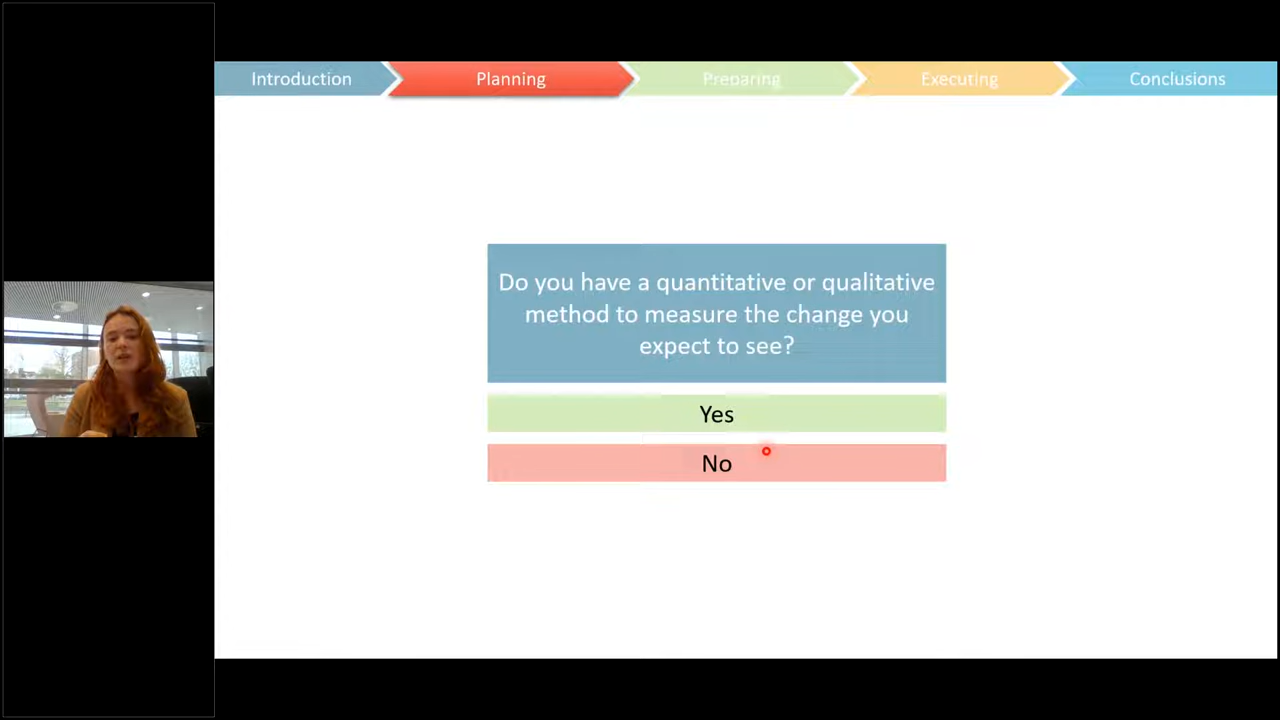 Introduction
Planning
Preparing
Executing
Conclusions
Do you have a quantitative or qualitative
method to measure the change you
expect to see?
Yes
No